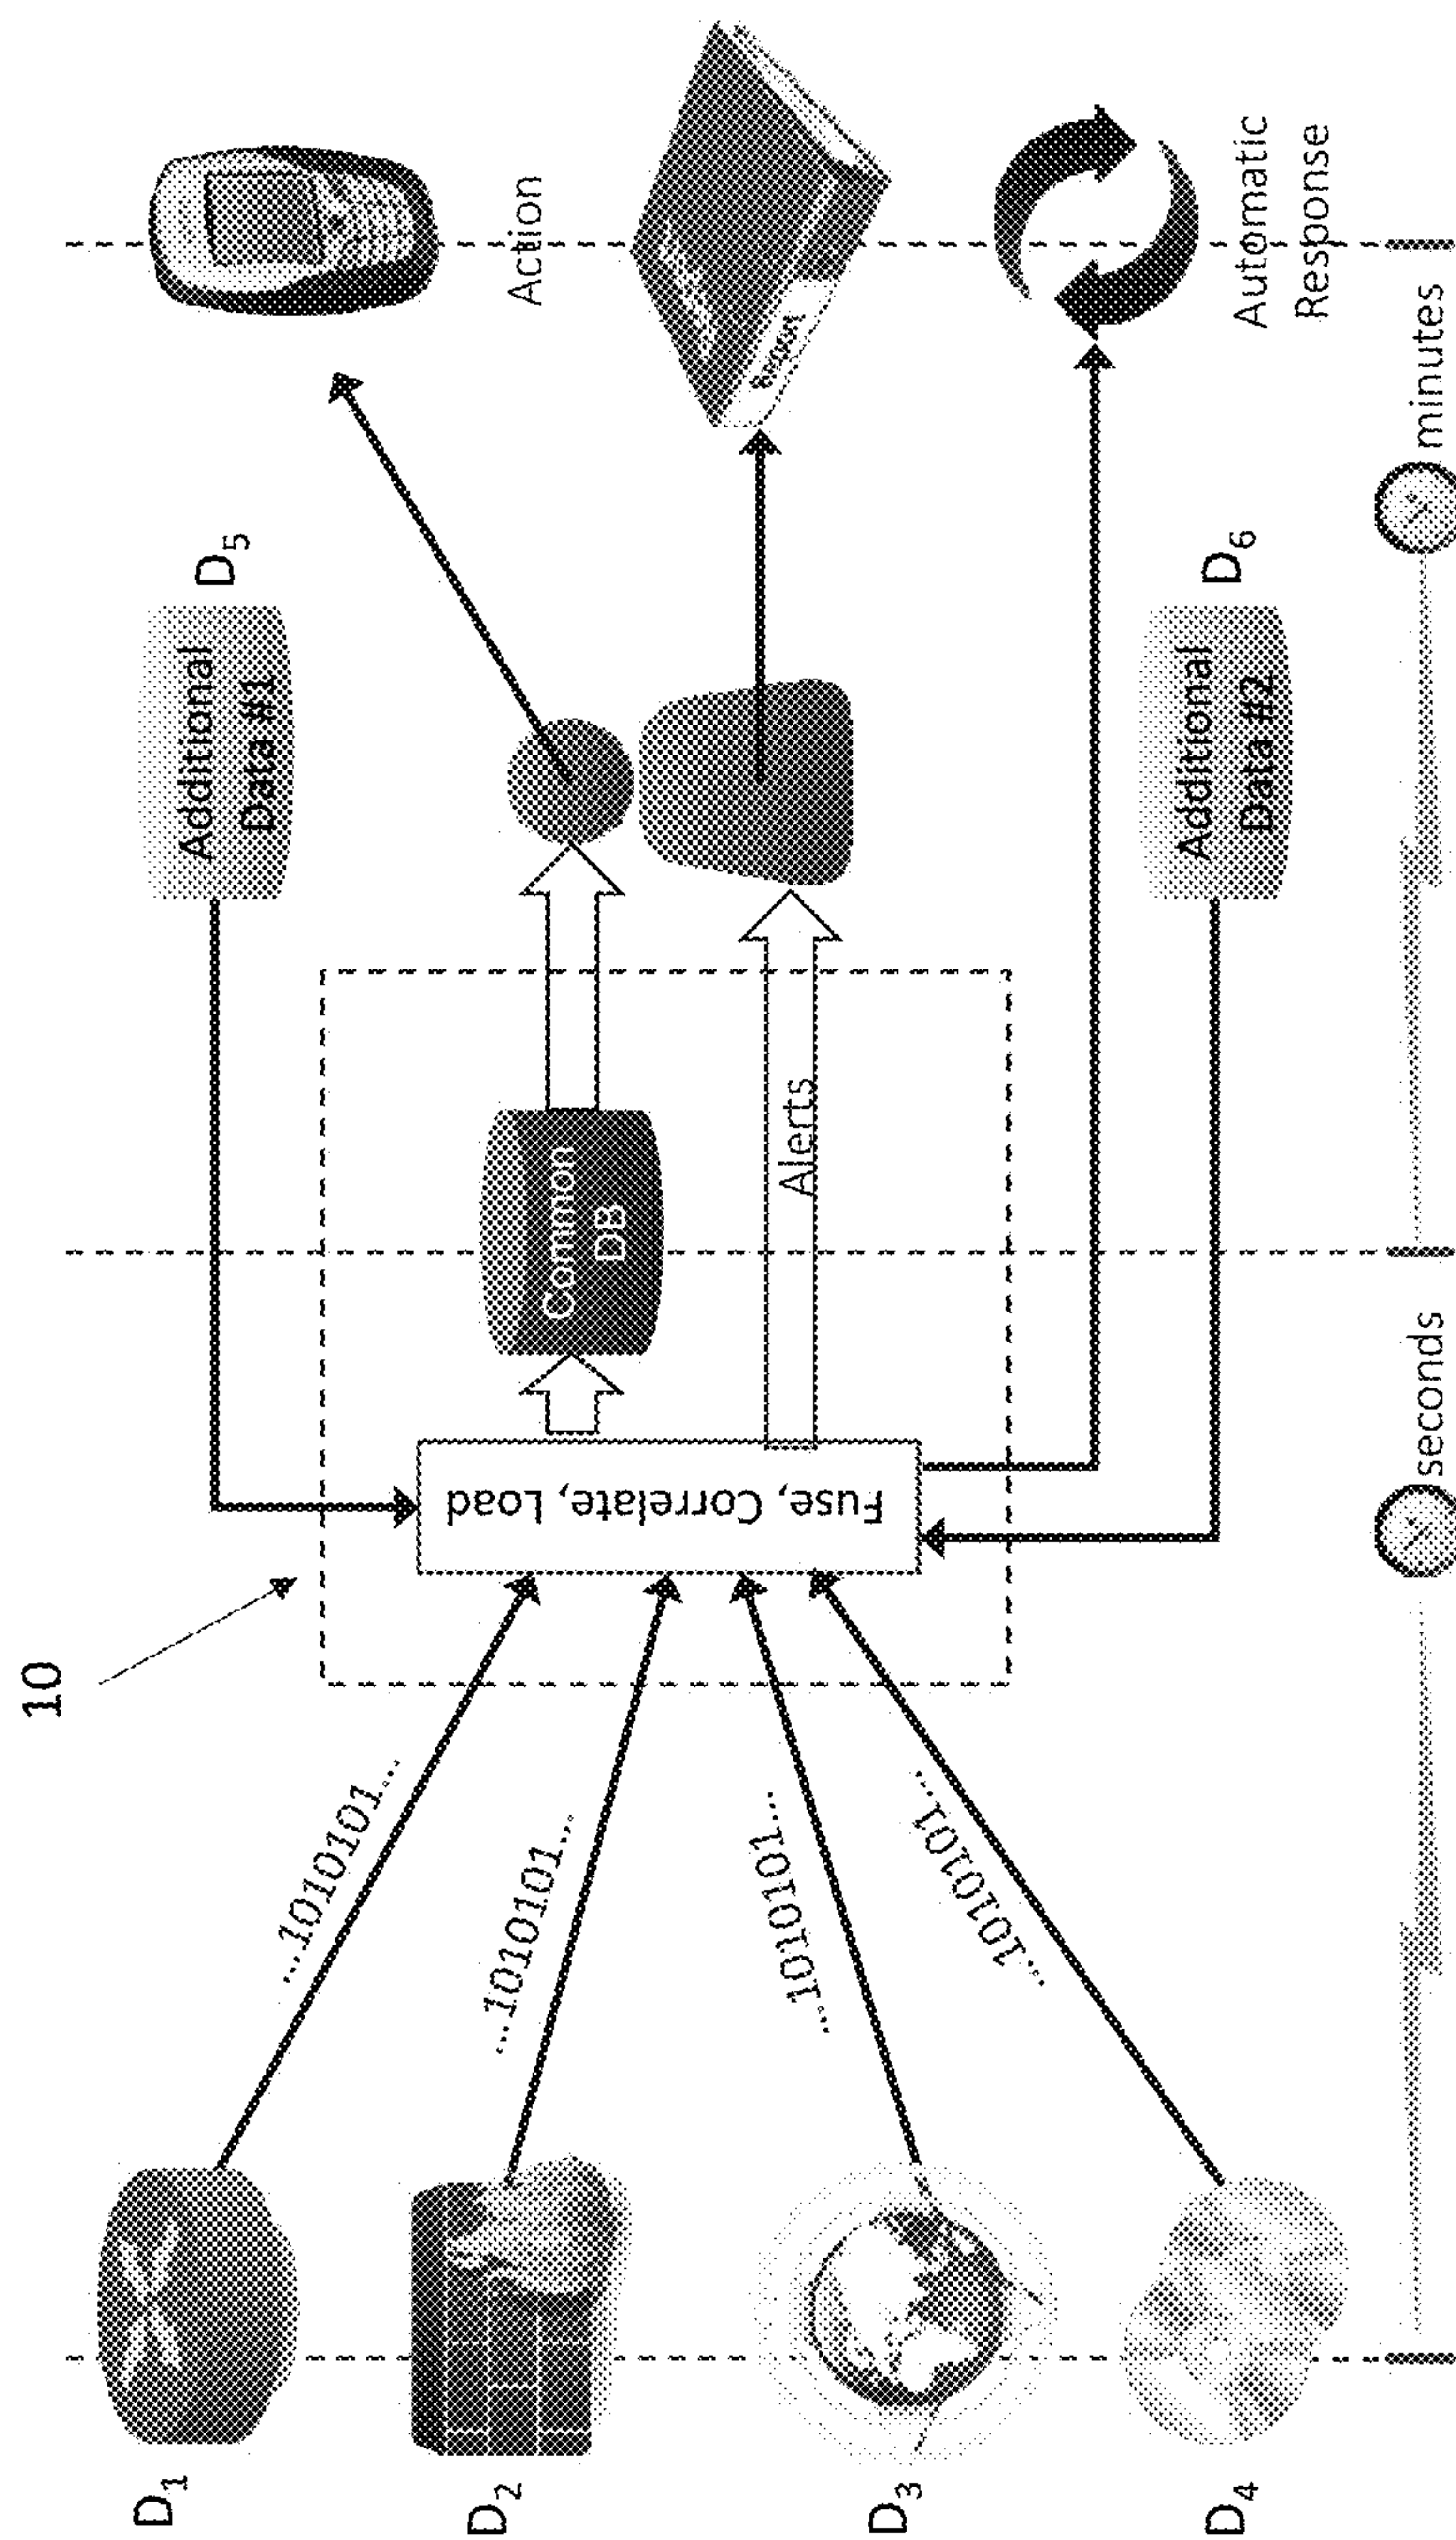 10
D1
D2
D3
D4
...1010101...
...1010101...
...1010101...
...1010101...
Fuse, Correlate, Load
Common
DB
Alerts
Additional
Data #1
D5
Additional
Data #2
D6
Action
Report
Automatic
Response
seconds
minutes